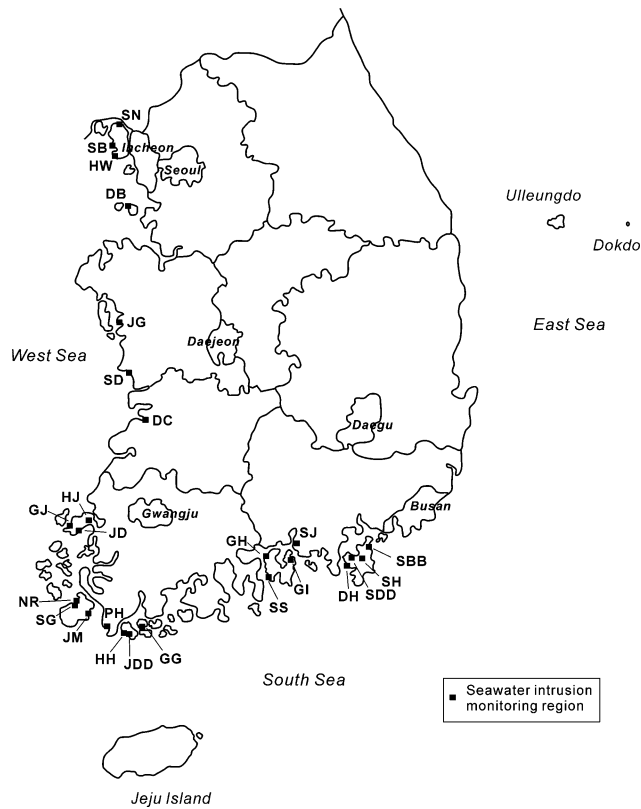 SN
SB
Incheon
HW
Seoul
DB
Ulleungdo
Dokdo
JG
East Sea
Daejeon
West Sea
SD
DC
Daegu
HJ
Busan
GJ
Gwangju
JD
SJ
GH
SBB
GI
SH
SS
SDD
DH
NR
SG
PH
JM
HH
GG
JDD
South Sea
Seawater intrusion
monitoring region
Jeju Island